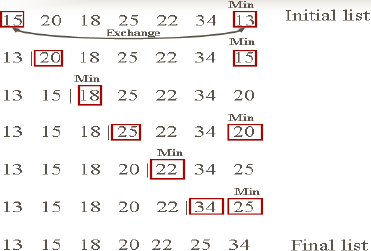 Min
15 20 18 25 22 34 13 Initial list
Exchange
Min
13 | 20 18 25 22 34 15
Min
13 15 | 18 25 22 34 20
Min
13 15 18 | 25 22 34 20
Min
13 15 18 20 | 22 34 25
Min
13 15 18 20 22 | 34 25
13 15 18 20 22 25 34 Final list